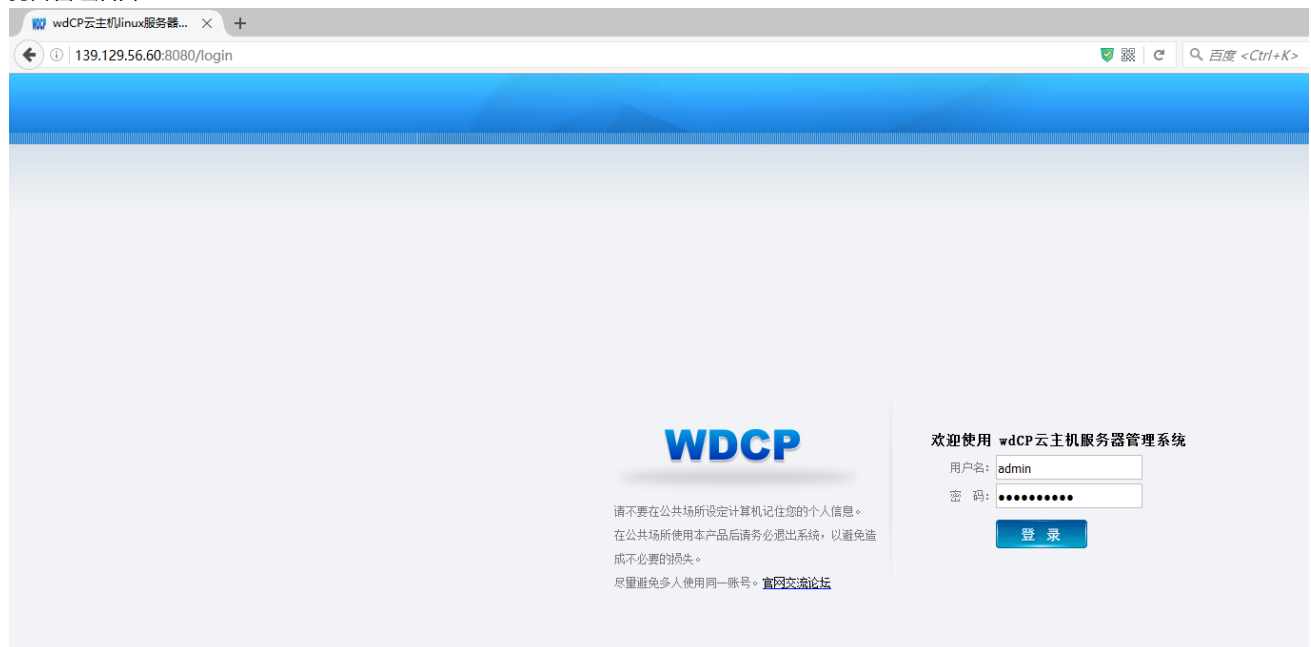 wdCP云主机linux服务器...
139.129.56.60:8080/login
百度 <Ctrl+K>
WDCP
请不要在公共场所设定计算机记住您的个人信息。
在公共场所使用本产品后请务必退出系统，以避免造
成不必要的损失。
尽量避免多人使用同一账号。官网交流论坛
欢迎使用 wdCP云主机服务器管理系统
用户名: admin
密 码: ●●●●●●●●●●
登 录